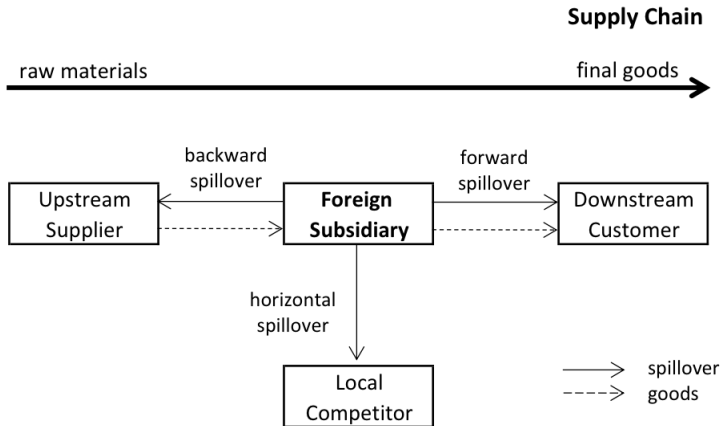 Supply Chain
raw materials
final goods
backward
spillover
forward
spillover
Upstream
Supplier
Foreign
Subsidiary
Downstream
Customer
horizontal
spillover
Local
Competitor
spillover
goods